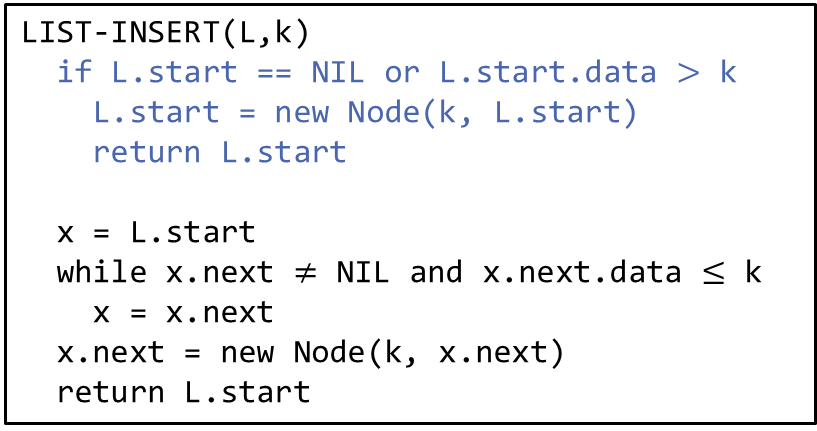 LIST-INSERT(L,k)
if L.start == NIL or L.start.data > k
L.start = new Node(k, L.start)
return L.start
x = L.start
while x.next ≠ NIL and x.next.data ≤ k
x = x.next
x.next = new Node(k, x.next)
return L.start